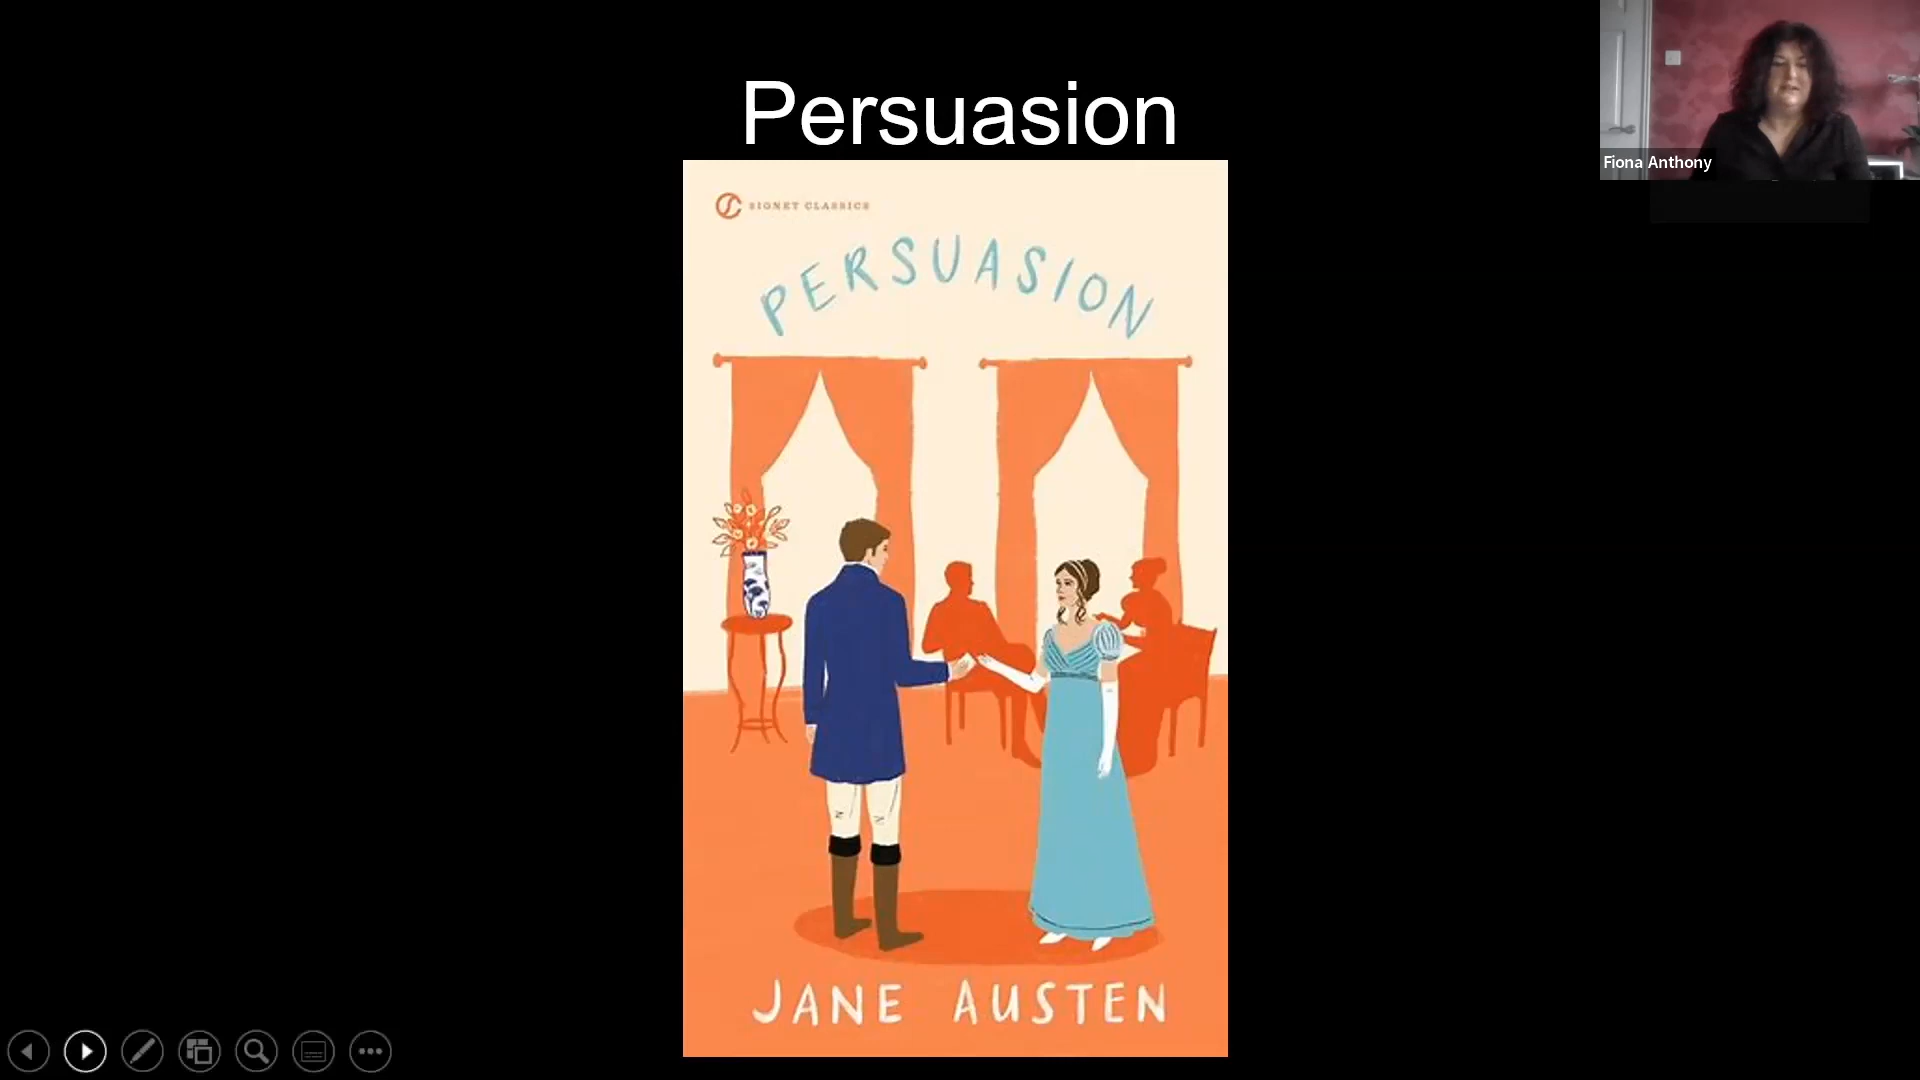 Persuasion
SIGNET CLASSICS
PERSUASION
JANE AUSTEN
Fiona Anthony